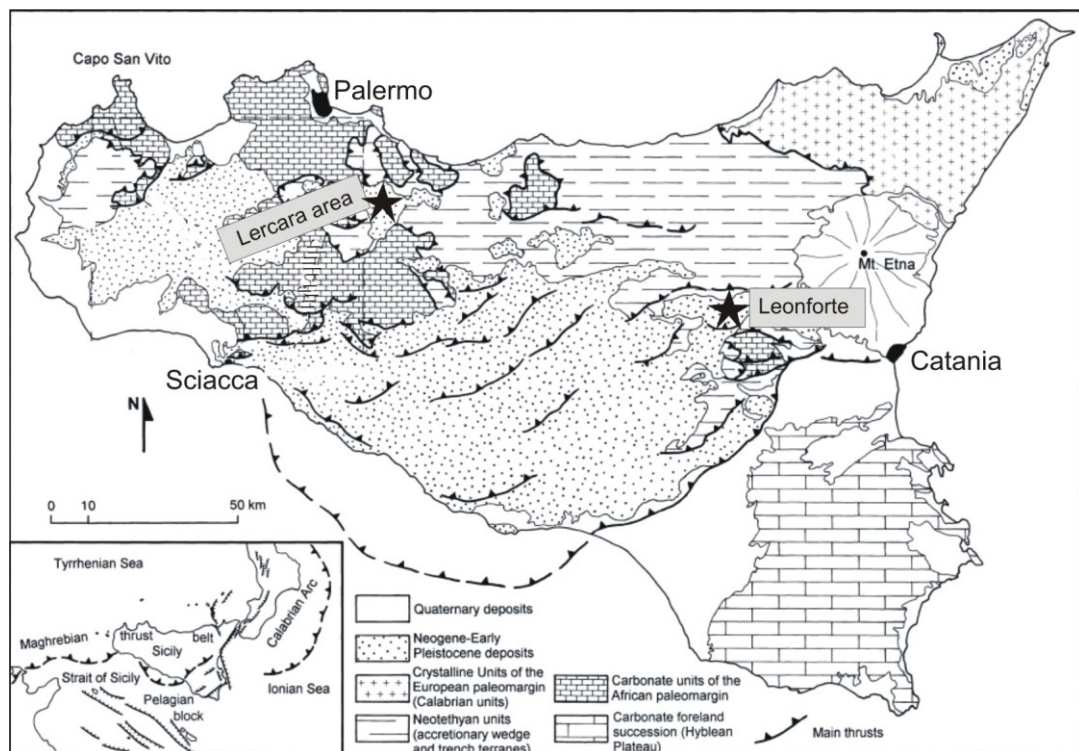 Capo San Vito
Palermo
Lercara area
Mt. Etna
Leonforte
Sciacca
Catania
N
0 10 50 km
Tyrrhenian Sea
Calabrian Arc
Maghrebian thrust belt
Sicily
Strait of Sicily
Pelagian
block
Ionian Sea
Quaternary deposits
Neogene-Early
Pleistocene deposits
Crystalline Units of the
European paleomargin
(Calabrian units)
Neotethyan units
(accretionary wedge
and trench terranes)
Carbonate units of the
African paleomargin
Carbonate foreland
succession (Hyblean
Plateau)
Main thrusts